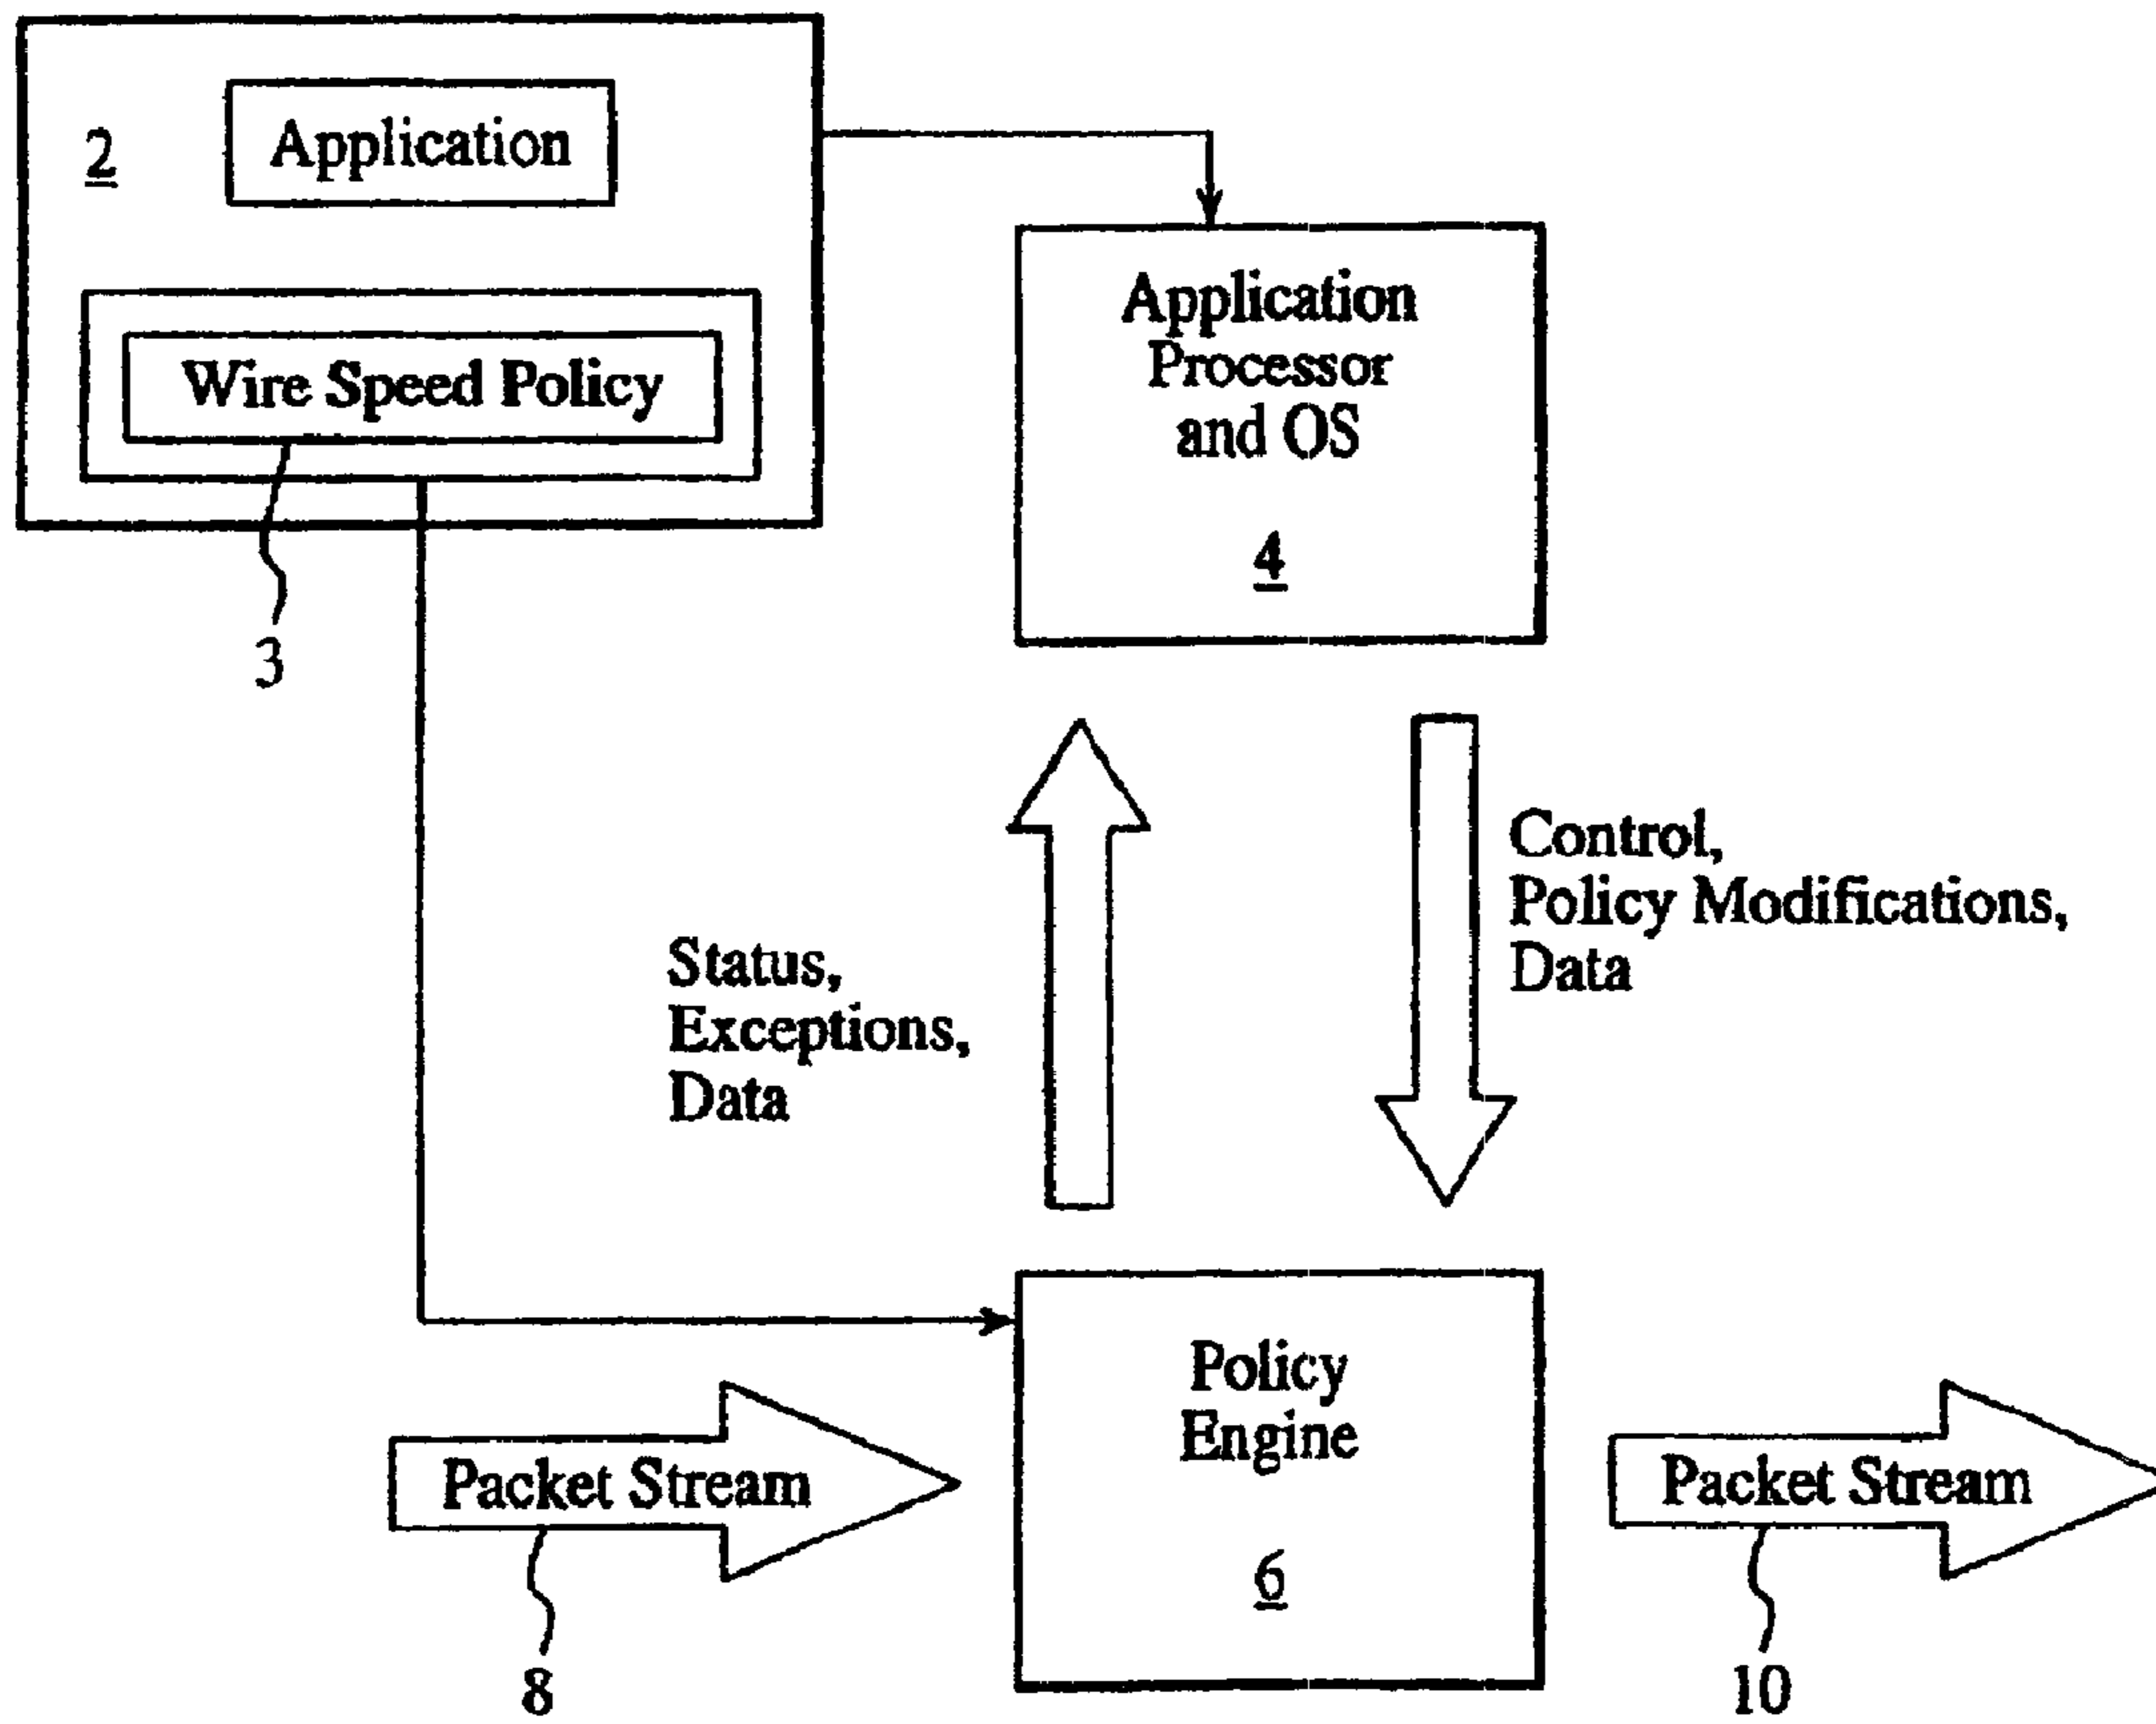 2
Application
Wire Speed Policy
3
Application
Processor
and OS
4
Status,
Exceptions,
Data
Control,
Policy Modifications,
Data
Policy
Engine
6
Packet Stream
8
Packet Stream
10